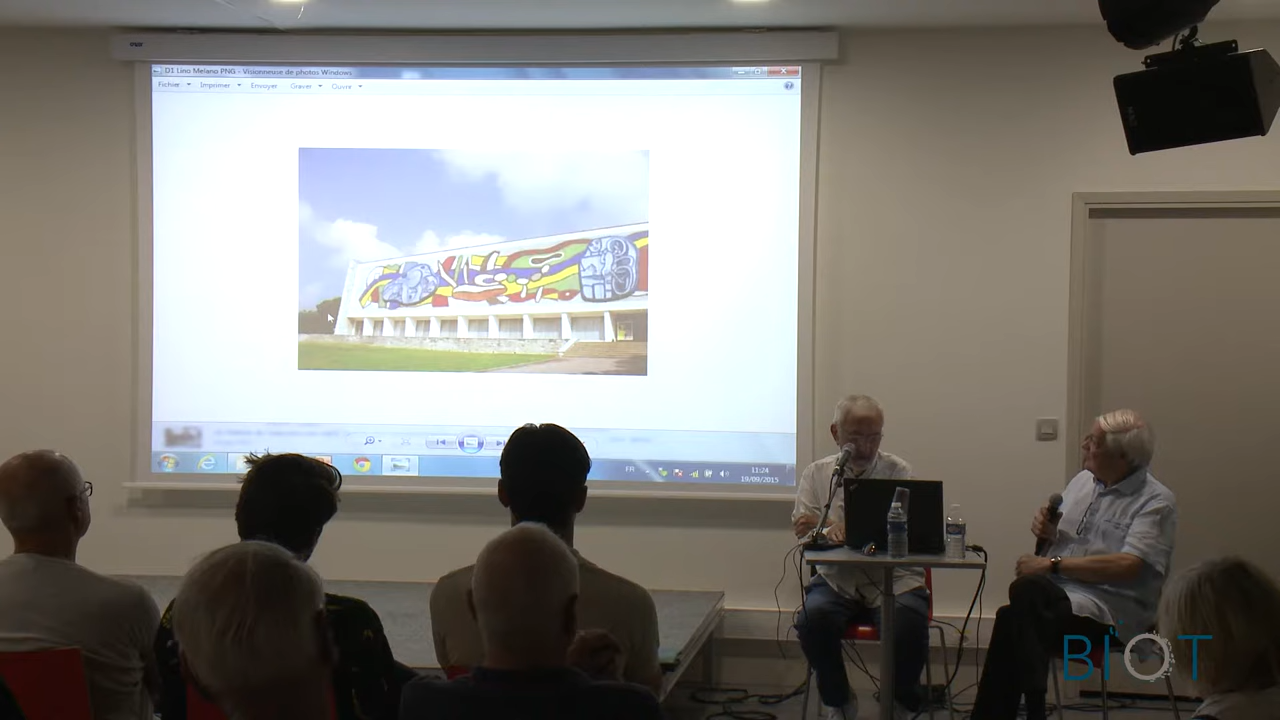 D1 Lino Melano PNG - Visionneuse de photos Windows
Fichier Imprimer Envoyer Graver Ouvrir
FR
11:24
19/09/2015
BIOT